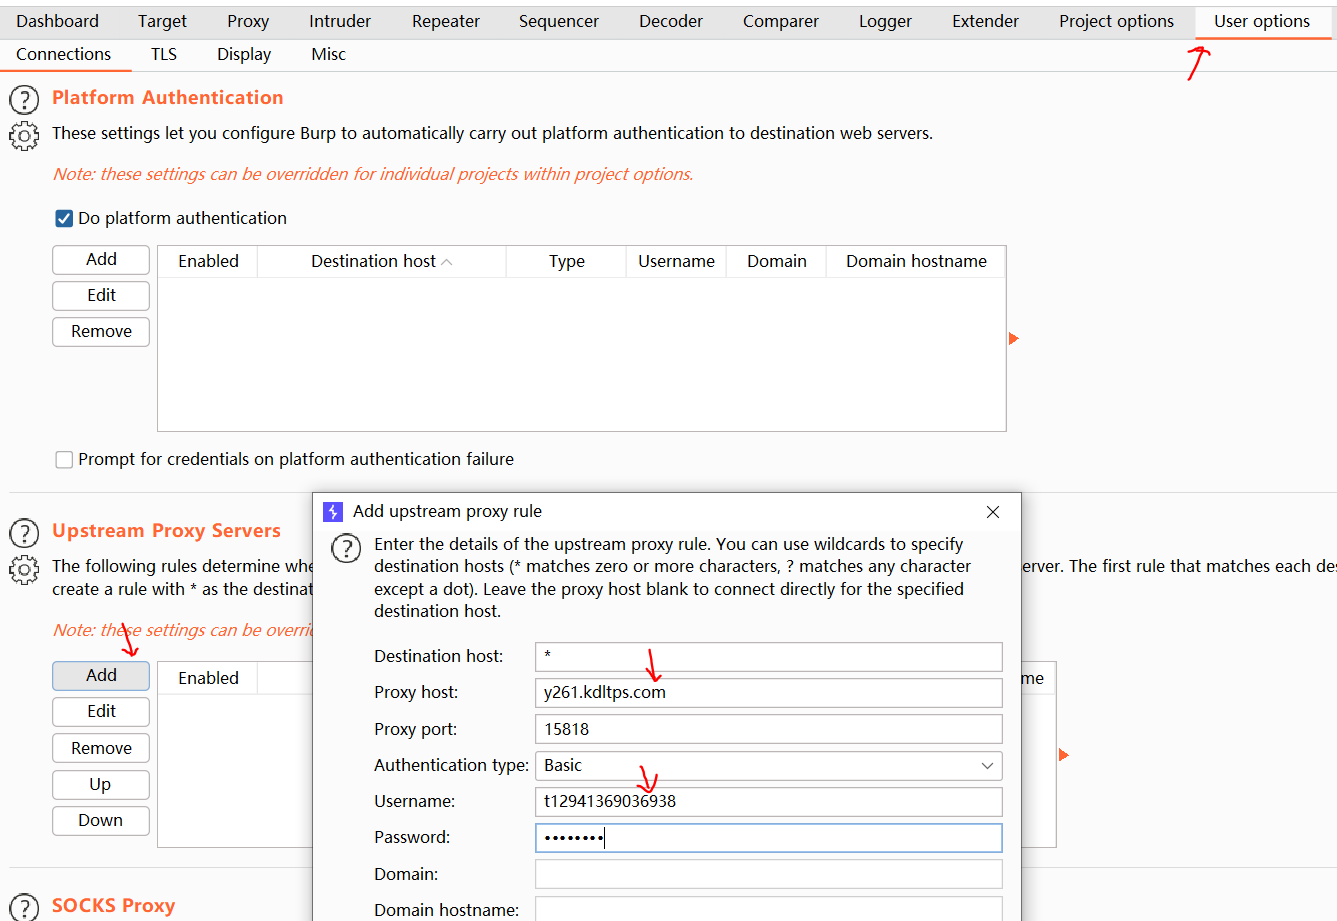 Dashboard Target Proxy Intruder Repeater Sequencer Decoder Comparer Logger Extender Project options User options
Connections TLS Display Misc
Platform Authentication
These settings let you configure Burp to automatically carry out platform authentication to destination web servers.
Note: these settings can be overridden for individual projects within project options.
Do platform authentication
Add
Edit
Remove
Enabled Destination host Type Username Domain Domain hostname
Prompt for credentials on platform authentication failure
Upstream Proxy Servers
The following rules determine whe
erver. The first rule that matches each des
create a rule with * as the destinat
Note: these settings can be overri
Add
Edit
Remove
Up
Down
Enabled
me
Add upstream proxy rule
Enter the details of the upstream proxy rule. You can use wildcards to specify
destination hosts (* matches zero or more characters, ? matches any character
except a dot). Leave the proxy host blank to connect directly for the specified
destination host.
Destination host: *
Proxy host: y261.kdltps.com
Proxy port: 15818
Authentication type: Basic
Username: t12941369036938
Password: ••••••••
Domain:
Domain hostname:
SOCKS Proxy